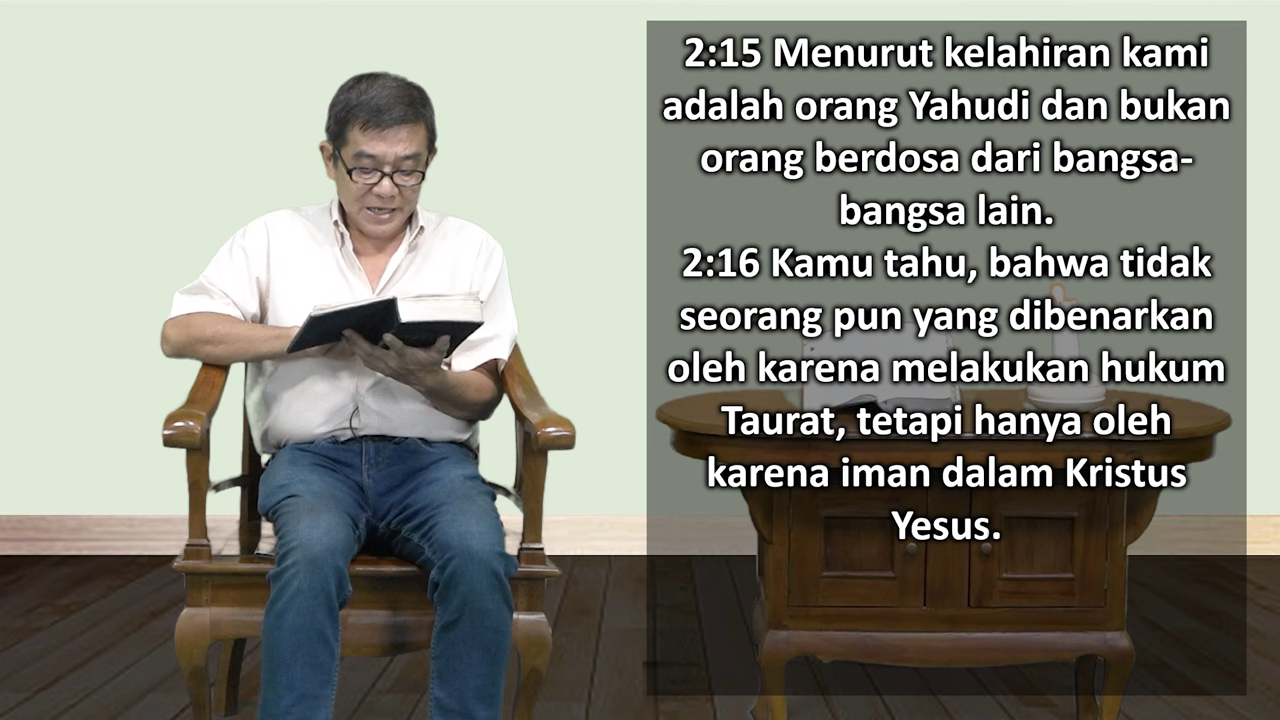 2:15 Menurut kelahiran kami
adalah orang Yahudi dan bukan
orang berdosa dari bangsa-
bangsa lain.
2:16 Kamu tahu, bahwa tidak
seorang pun yang dibenarkan
oleh karena melakukan hukum
Taurat, tetapi hanya oleh
karena iman dalam Kristus
Yesus.